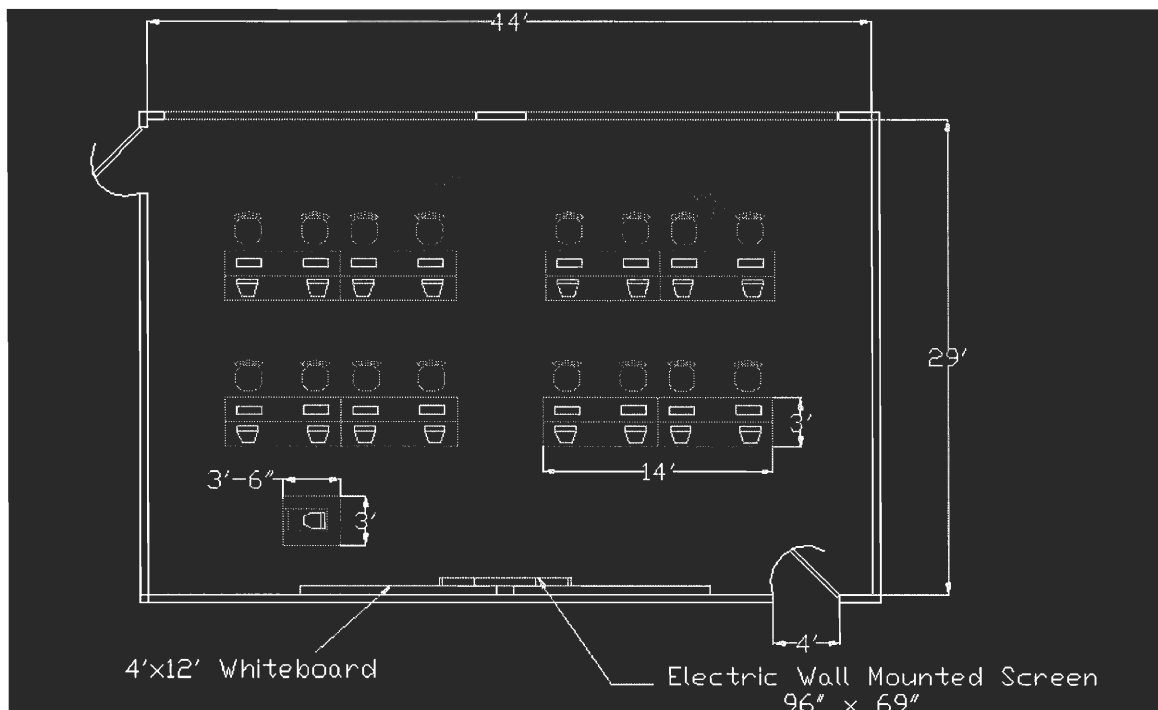 44'
29'
3'
14'
3'-6"
3'
4'
4'x12' Whiteboard
Electric Wall Mounted Screen
96" x 69"